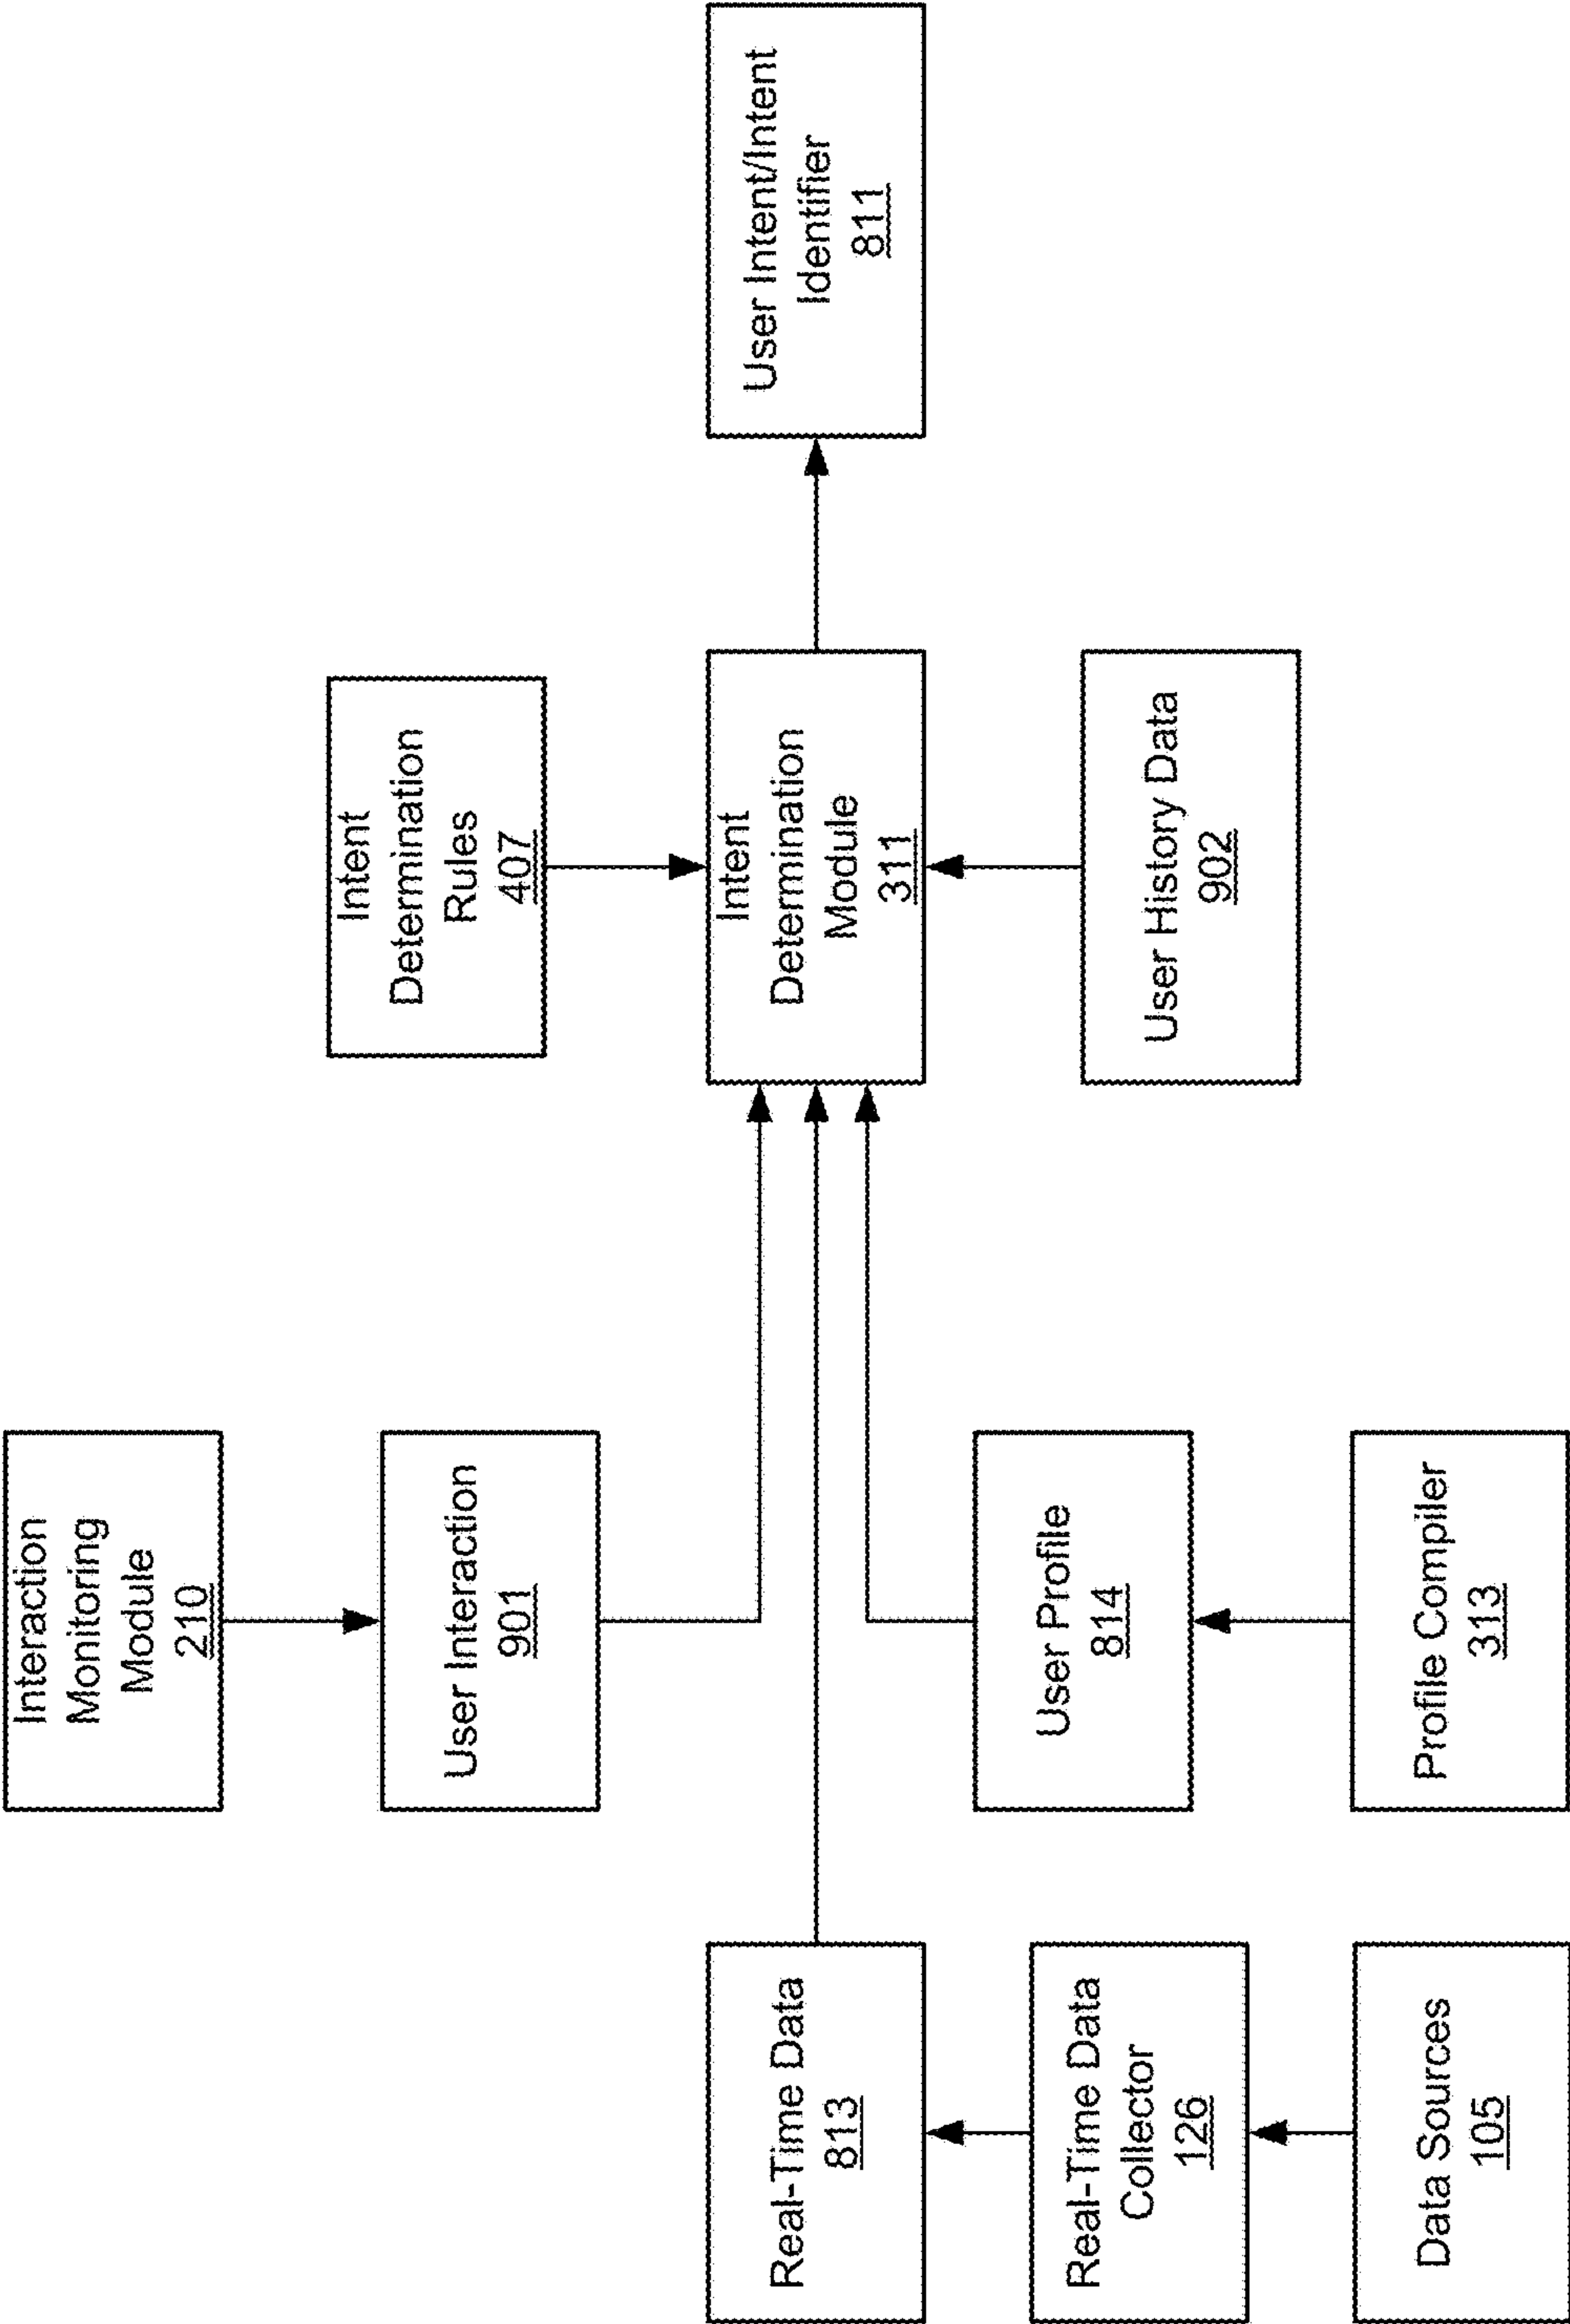 Interaction
Monitoring
Module
210
User Interaction
901
Intent
Determination
Rules
407
Real-Time Data
813
Intent
Determination
Module
311
User Intent/Intent
Identifier
811
Real-Time Data
Collector
126
User Profile
814
User History Data
902
Data Sources
105
Profile Compiler
313